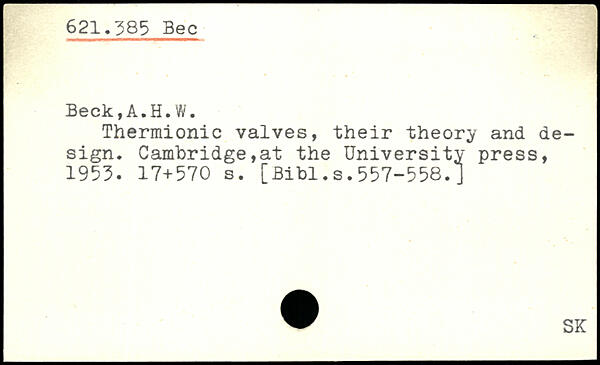 621.385 Bec
Beck,A.H.W.
Thermionic valves, their theory and de-
sign. Cambridge,at the University press,
1953. 17+570 s. [Bibl.s.557-558.]
SK